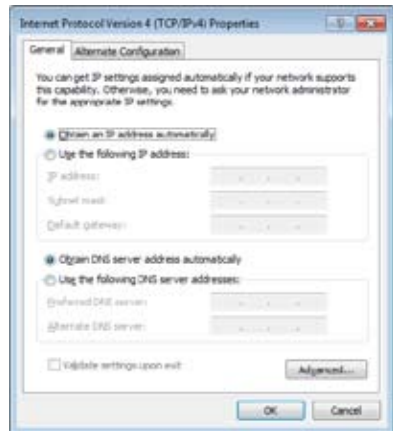 Internet Protocol Version 4 (TCP/IPv4) Properties
General Alternate Configuration
You can get IP settings assigned automatically if your network supports
this capability. Otherwise, you need to ask your network administrator
for the appropriate IP settings.
Obtain an IP address automatically
Use the following IP address:
IP address:
Subnet mask:
Default gateway:
Obtain DNS server address automatically
Use the following DNS server addresses:
Preferred DNS server:
Alternate DNS server:
Validate settings upon exit
Advanced...
OK Cancel